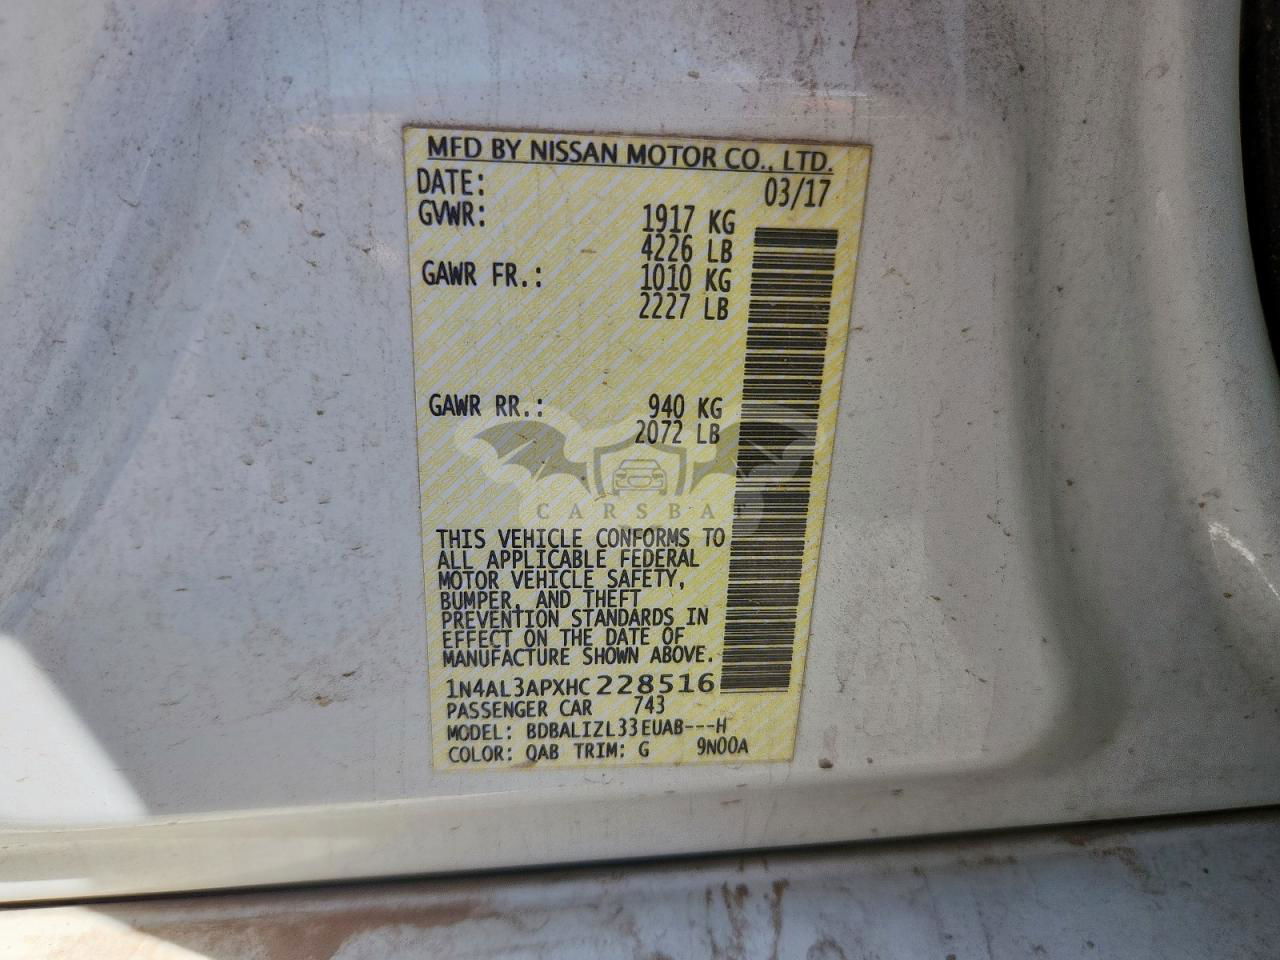 MFD BY NISSAN MOTOR CO., LTD.
DATE: 03/17
GVWR: 1917 KG
4226 LB
GAWR FR.: 1010 KG
2227 LB
GAWR RR.: 940 KG
2072 LB
CARSBAT
THIS VEHICLE CONFORMS TO
ALL APPLICABLE FEDERAL
MOTOR VEHICLE SAFETY,
BUMPER, AND THEFT
PREVENTION STANDARDS IN
EFFECT ON THE DATE OF
MANUFACTURE SHOWN ABOVE.
1N4AL3APXHC228516
PASSENGER CAR 743
MODEL: BDBALIZL33EUAB---H
COLOR: QAB TRIM: G 9N00A